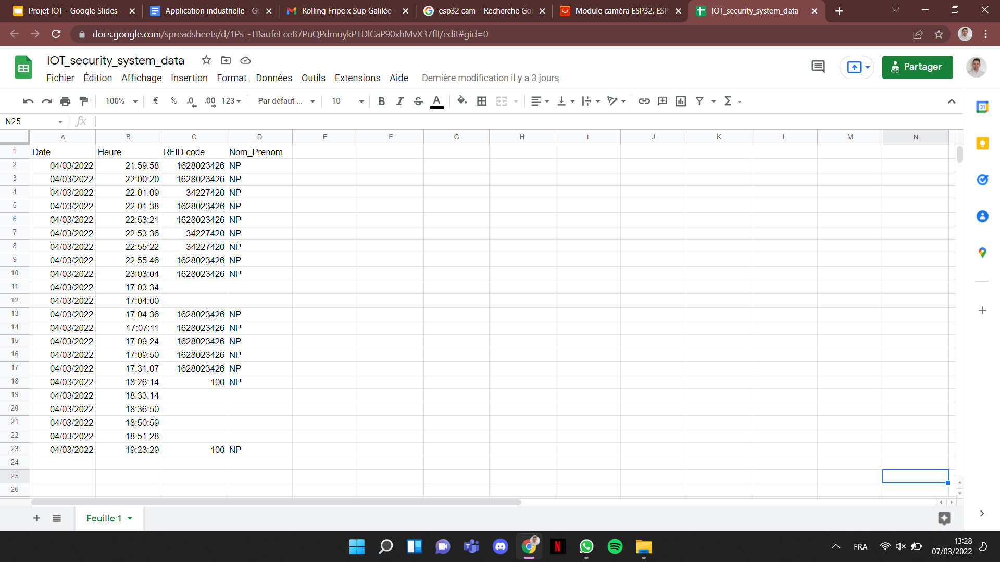 Projet IOT - Google Slides
Application industrielle - Go
Rolling Fripe x Sup Galilée -
esp32 cam – Recherche Goo
Module caméra ESP32, ESP
IOT_security_system_data -
docs.google.com/spreadsheets/d/1Ps_-TBaufeEceB7PuQPdmuykPTDlCaP90xhMvX37flI/edit#gid=0
IOT_security_system_data
Partager
Fichier Édition Affichage Insertion Format Données Outils Extensions Aide Dernière modification il y a 3 jours
100% € % .0 .00 123 Par défaut ... 10 B I S A Σ
31
N25 fx
A B C D E F G H I J K L M N
1 Date Heure RFID code Nom_Prenom
2 04/03/2022 21:59:58 1628023426 NP
3 04/03/2022 22:00:20 1628023426 NP
4 04/03/2022 22:01:09 34227420 NP
5 04/03/2022 22:01:38 1628023426 NP
6 04/03/2022 22:53:21 1628023426 NP
7 04/03/2022 22:53:36 34227420 NP
8 04/03/2022 22:55:22 34227420 NP
9 04/03/2022 22:55:46 1628023426 NP
10 04/03/2022 23:03:04 1628023426 NP
11 04/03/2022 17:03:34
12 04/03/2022 17:04:00
13 04/03/2022 17:04:36 1628023426 NP
14 04/03/2022 17:07:11 1628023426 NP
15 04/03/2022 17:09:24 1628023426 NP
16 04/03/2022 17:09:50 1628023426 NP
17 04/03/2022 17:31:07 1628023426 NP
18 04/03/2022 18:26:14 100 NP
19 04/03/2022 18:33:14
20 04/03/2022 18:36:50
21 04/03/2022 18:50:59
22 04/03/2022 18:51:28
23 04/03/2022 19:23:29 100 NP
24
25
26
Feuille 1
FRA
13:28
07/03/2022